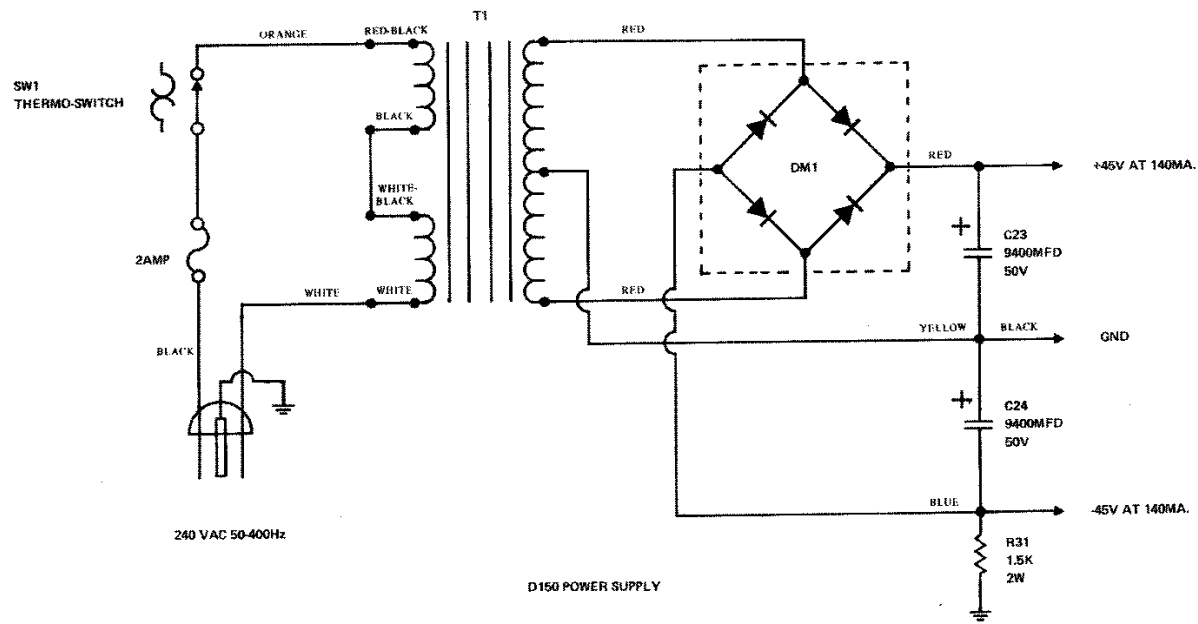 T1
ORANGE
RED-BLACK
RED
SW1
THERMO-SWITCH
BLACK
DM1
RED
+45V AT 140MA.
WHITE-
BLACK
C23
9400MFD
50V
2AMP
WHITE
WHITE
RED
YELLOW
BLACK
GND
BLACK
C24
9400MFD
50V
BLUE
-45V AT 140MA.
240 VAC 50-400Hz
R31
1.5K
2W
D150 POWER SUPPLY